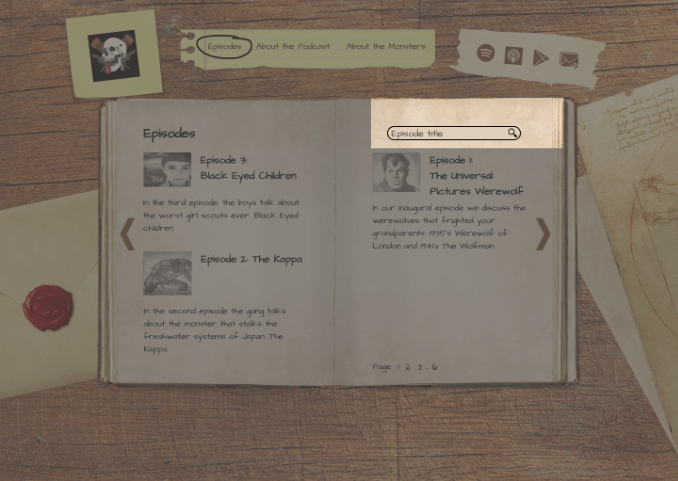 Episodes About the Podcast About the Monsters
Episodes
Episode 3:
Black Eyed Children
In the third episode, the boys talk about
the worst girl scouts ever. Black Eyed
children.
Episode 2: The Kappa
In the second episode the gang talks
about the monster that stalks the
freshwater systems of Japan. The
Kappa.
Episode title
Episode 1:
The Universal
Pictures Werewolf
In our inaugural episode we discuss the
werewolves that frighted your
grandparents 1935's Werewolf of
London and 1941s The Wolfman.
Page 1 2 3 - 6